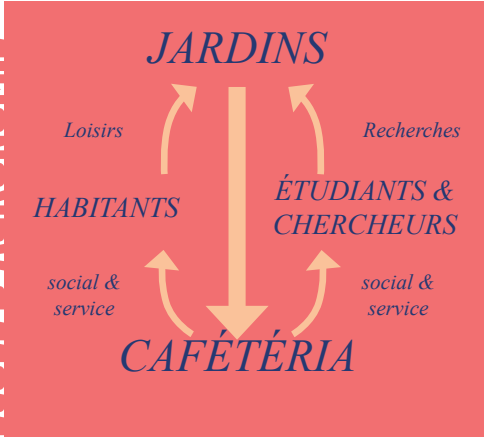 JARDINS
Loisirs
Recherches
HABITANTS
ÉTUDIANTS &
CHERCHEURS
social &
service
social &
service
CAFÉTÉRIA